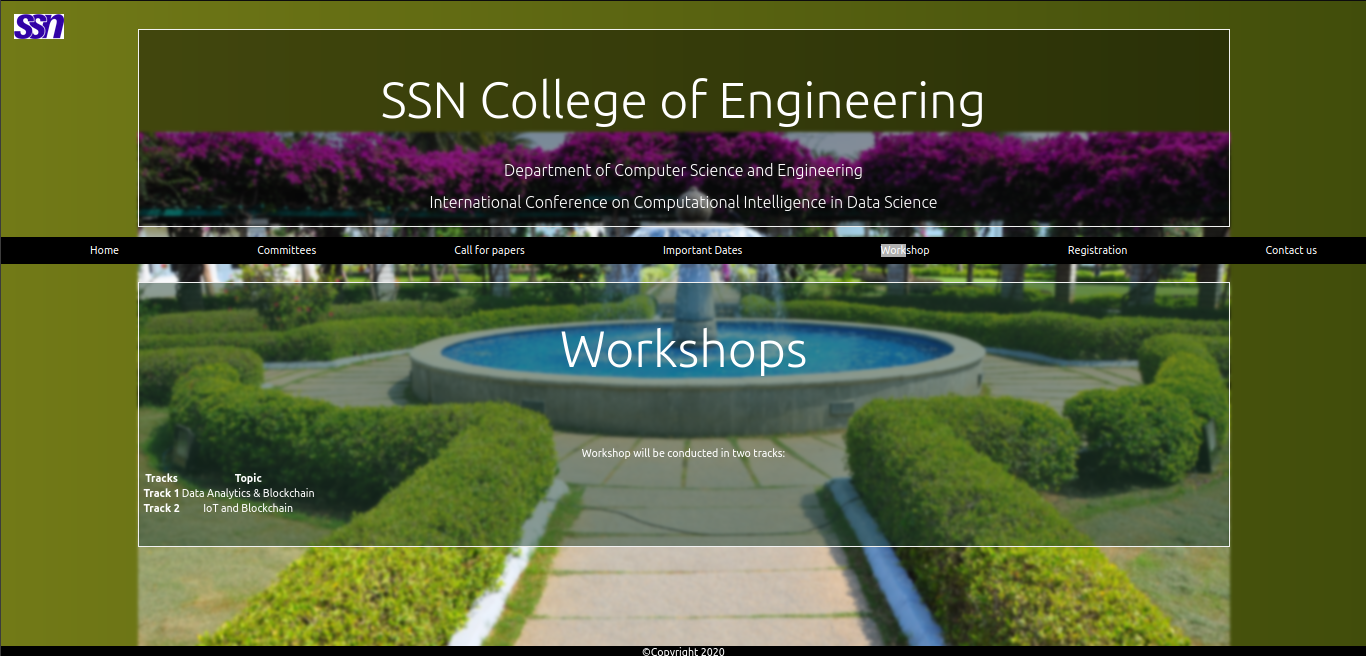 ssn
SSN College of Engineering
Department of Computer Science and Engineering
International Conference on Computational Intelligence in Data Science
Home Committees Call for papers Important Dates Workshop Registration Contact us
Workshops
Workshop will be conducted in two tracks:
Tracks Topic
Track 1 Data Analytics & Blockchain
Track 2 IoT and Blockchain
©Copyright 2020